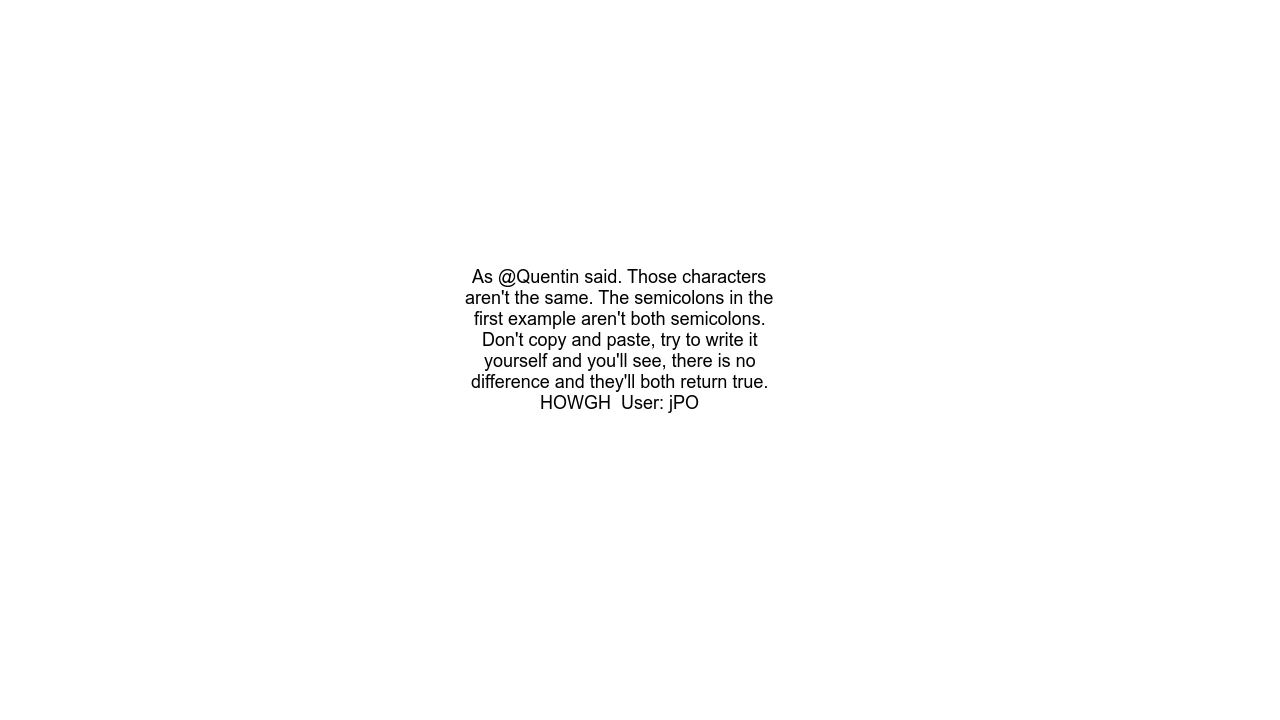 As @Quentin said. Those characters
aren't the same. The semicolons in the
first example aren't both semicolons.
Don't copy and paste, try to write it
yourself and you'll see, there is no
difference and they'll both return true.
HOWGH  User: jPO